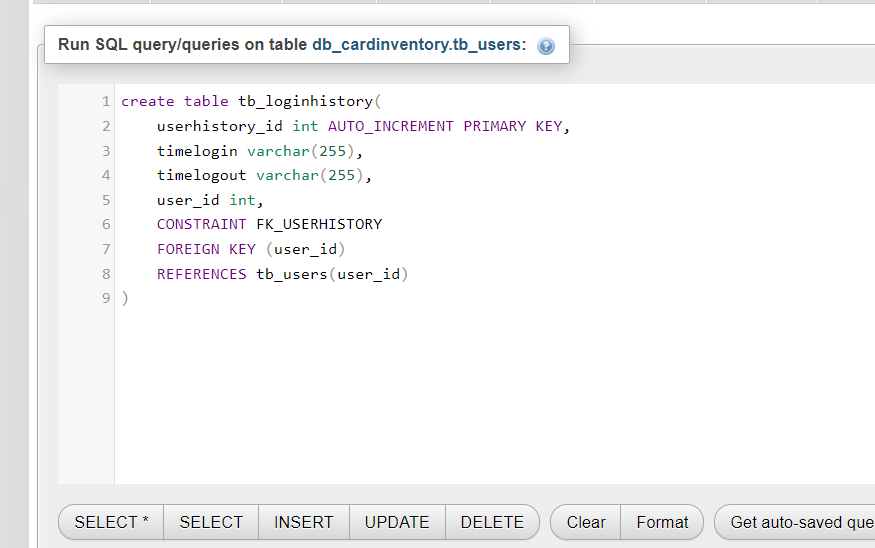 Run SQL query/queries on table db_cardinventory.tb_users:
1 create table tb_loginhistory(
2 userhistory_id int AUTO_INCREMENT PRIMARY KEY,
3 timelogin varchar(255),
4 timelogout varchar(255),
5 user_id int,
6 CONSTRAINT FK_USERHISTORY
7 FOREIGN KEY (user_id)
8 REFERENCES tb_users(user_id)
9 )
SELECT * SELECT INSERT UPDATE DELETE Clear Format Get auto-saved que